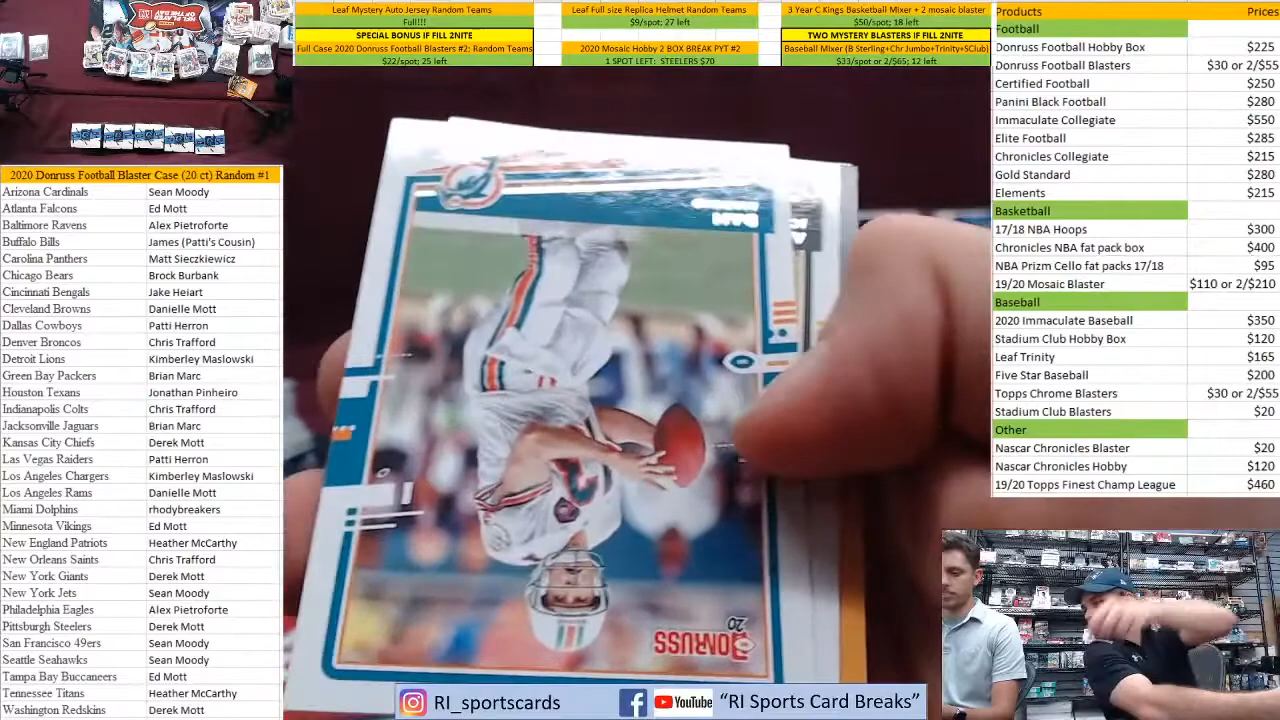 Leaf Mystery Auto Jersey Random Teams
Full!!!
SPECIAL BONUS IF FILL 2NITE
Full Case 2020 Donruss Football Blasters #2; Random Teams
$22/spot; 25 left
Leaf Full size Replica Helmet Random Teams
$9/spot; 27 left
2020 Mosaic Hobby 2 BOX BREAK PYT #2
1 SPOT LEFT: STEELERS $70
3 Year C Kings Basketball Mixer + 2 mosaic blaster
$50/spot; 18 left
TWO MYSTERY BLASTERS IF FILL 2NITE
Baseball Mixer (B Sterling+Chr Jumbo+Trinity+SClub)
$33/spot or 2/$65; 12 left
Products Prices
Football
Donruss Football Hobby Box $225
Donruss Football Blasters $30 or 2/$55
Certified Football $250
Panini Black Football $280
Immaculate Collegiate $550
Elite Football $285
Chronicles Collegiate $215
Gold Standard $280
Elements $215
Basketball
17/18 NBA Hoops $300
Chronicles NBA fat pack box $400
NBA Prizm Cello fat packs 17/18 $95
19/20 Mosaic Blaster $110 or 2/$210
Baseball
2020 Immaculate Baseball $350
Stadium Club Hobby Box $120
Leaf Trinity $165
Five Star Baseball $200
Topps Chrome Blasters $30 or 2/$55
Stadium Club Blasters $20
Other
Nascar Chronicles Blaster $20
Nascar Chronicles Hobby $120
19/20 Topps Finest Champ League $460
2020 Donruss Football Blaster Case (20 ct) Random #1
Arizona Cardinals Sean Moody
Atlanta Falcons Ed Mott
Baltimore Ravens Alex Pietroforte
Buffalo Bills James (Patti's Cousin)
Carolina Panthers Matt Sieczkiewicz
Chicago Bears Brock Burbank
Cincinnati Bengals Jake Heiart
Cleveland Browns Danielle Mott
Dallas Cowboys Patti Herron
Denver Broncos Chris Trafford
Detroit Lions Kimberley Maslowski
Green Bay Packers Brian Marc
Houston Texans Jonathan Pinheiro
Indianapolis Colts Chris Trafford
Jacksonville Jaguars Brian Marc
Kansas City Chiefs Derek Mott
Las Vegas Raiders Patti Herron
Los Angeles Chargers Kimberley Maslowski
Los Angeles Rams Danielle Mott
Miami Dolphins rhodybreakers
Minnesota Vikings Ed Mott
New England Patriots Heather McCarthy
New Orleans Saints Chris Trafford
New York Giants Derek Mott
New York Jets Sean Moody
Philadelphia Eagles Alex Pietroforte
Pittsburgh Steelers Derek Mott
San Francisco 49ers Sean Moody
Seattle Seahawks Sean Moody
Tampa Bay Buccaneers Ed Mott
Tennessee Titans Heather McCarthy
Washington Redskins Derek Mott
DAN
DONRUSS
20
RI_sportscards
YouTube
"RI Sports Card Breaks"